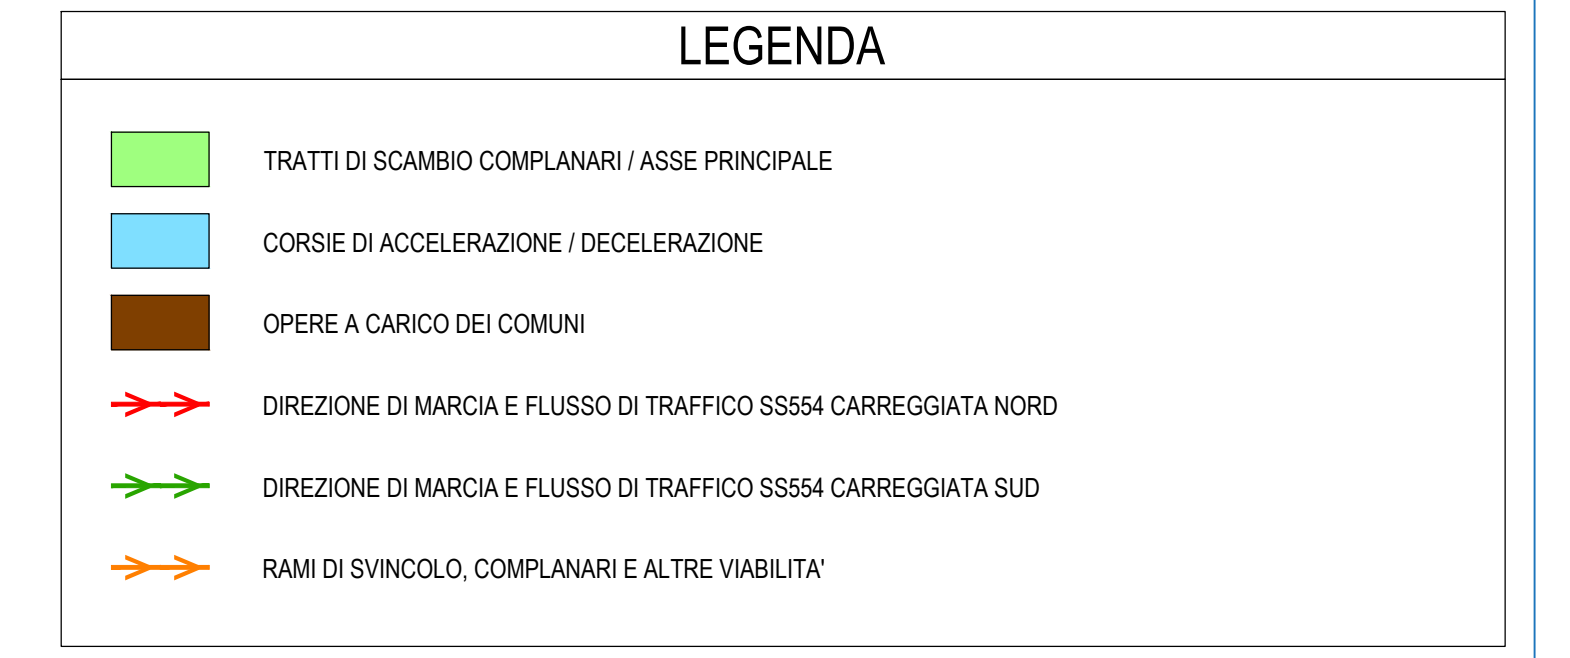 LEGENDA
TRATTI DI SCAMBIO COMPLANARI / ASSE PRINCIPALE
CORSIE DI ACCELERAZIONE / DECELERAZIONE
OPERE A CARICO DEI COMUNI
DIREZIONE DI MARCIA E FLUSSO DI TRAFFICO SS554 CARREGGIATA NORD
DIREZIONE DI MARCIA E FLUSSO DI TRAFFICO SS554 CARREGGIATA SUD
RAMI DI SVINCOLO, COMPLANARI E ALTRE VIABILITA'